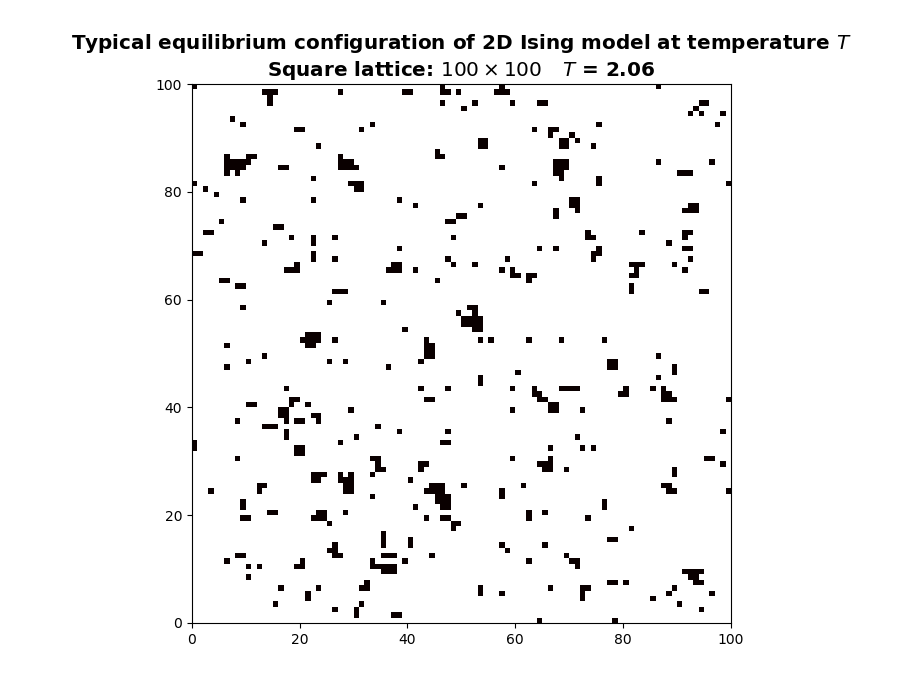 Typical equilibrium configuration of 2D Ising model at temperature T
Square lattice: 100 × 100 T = 2.06
100
80
60
40
20
0
0 20 40 60 80 100